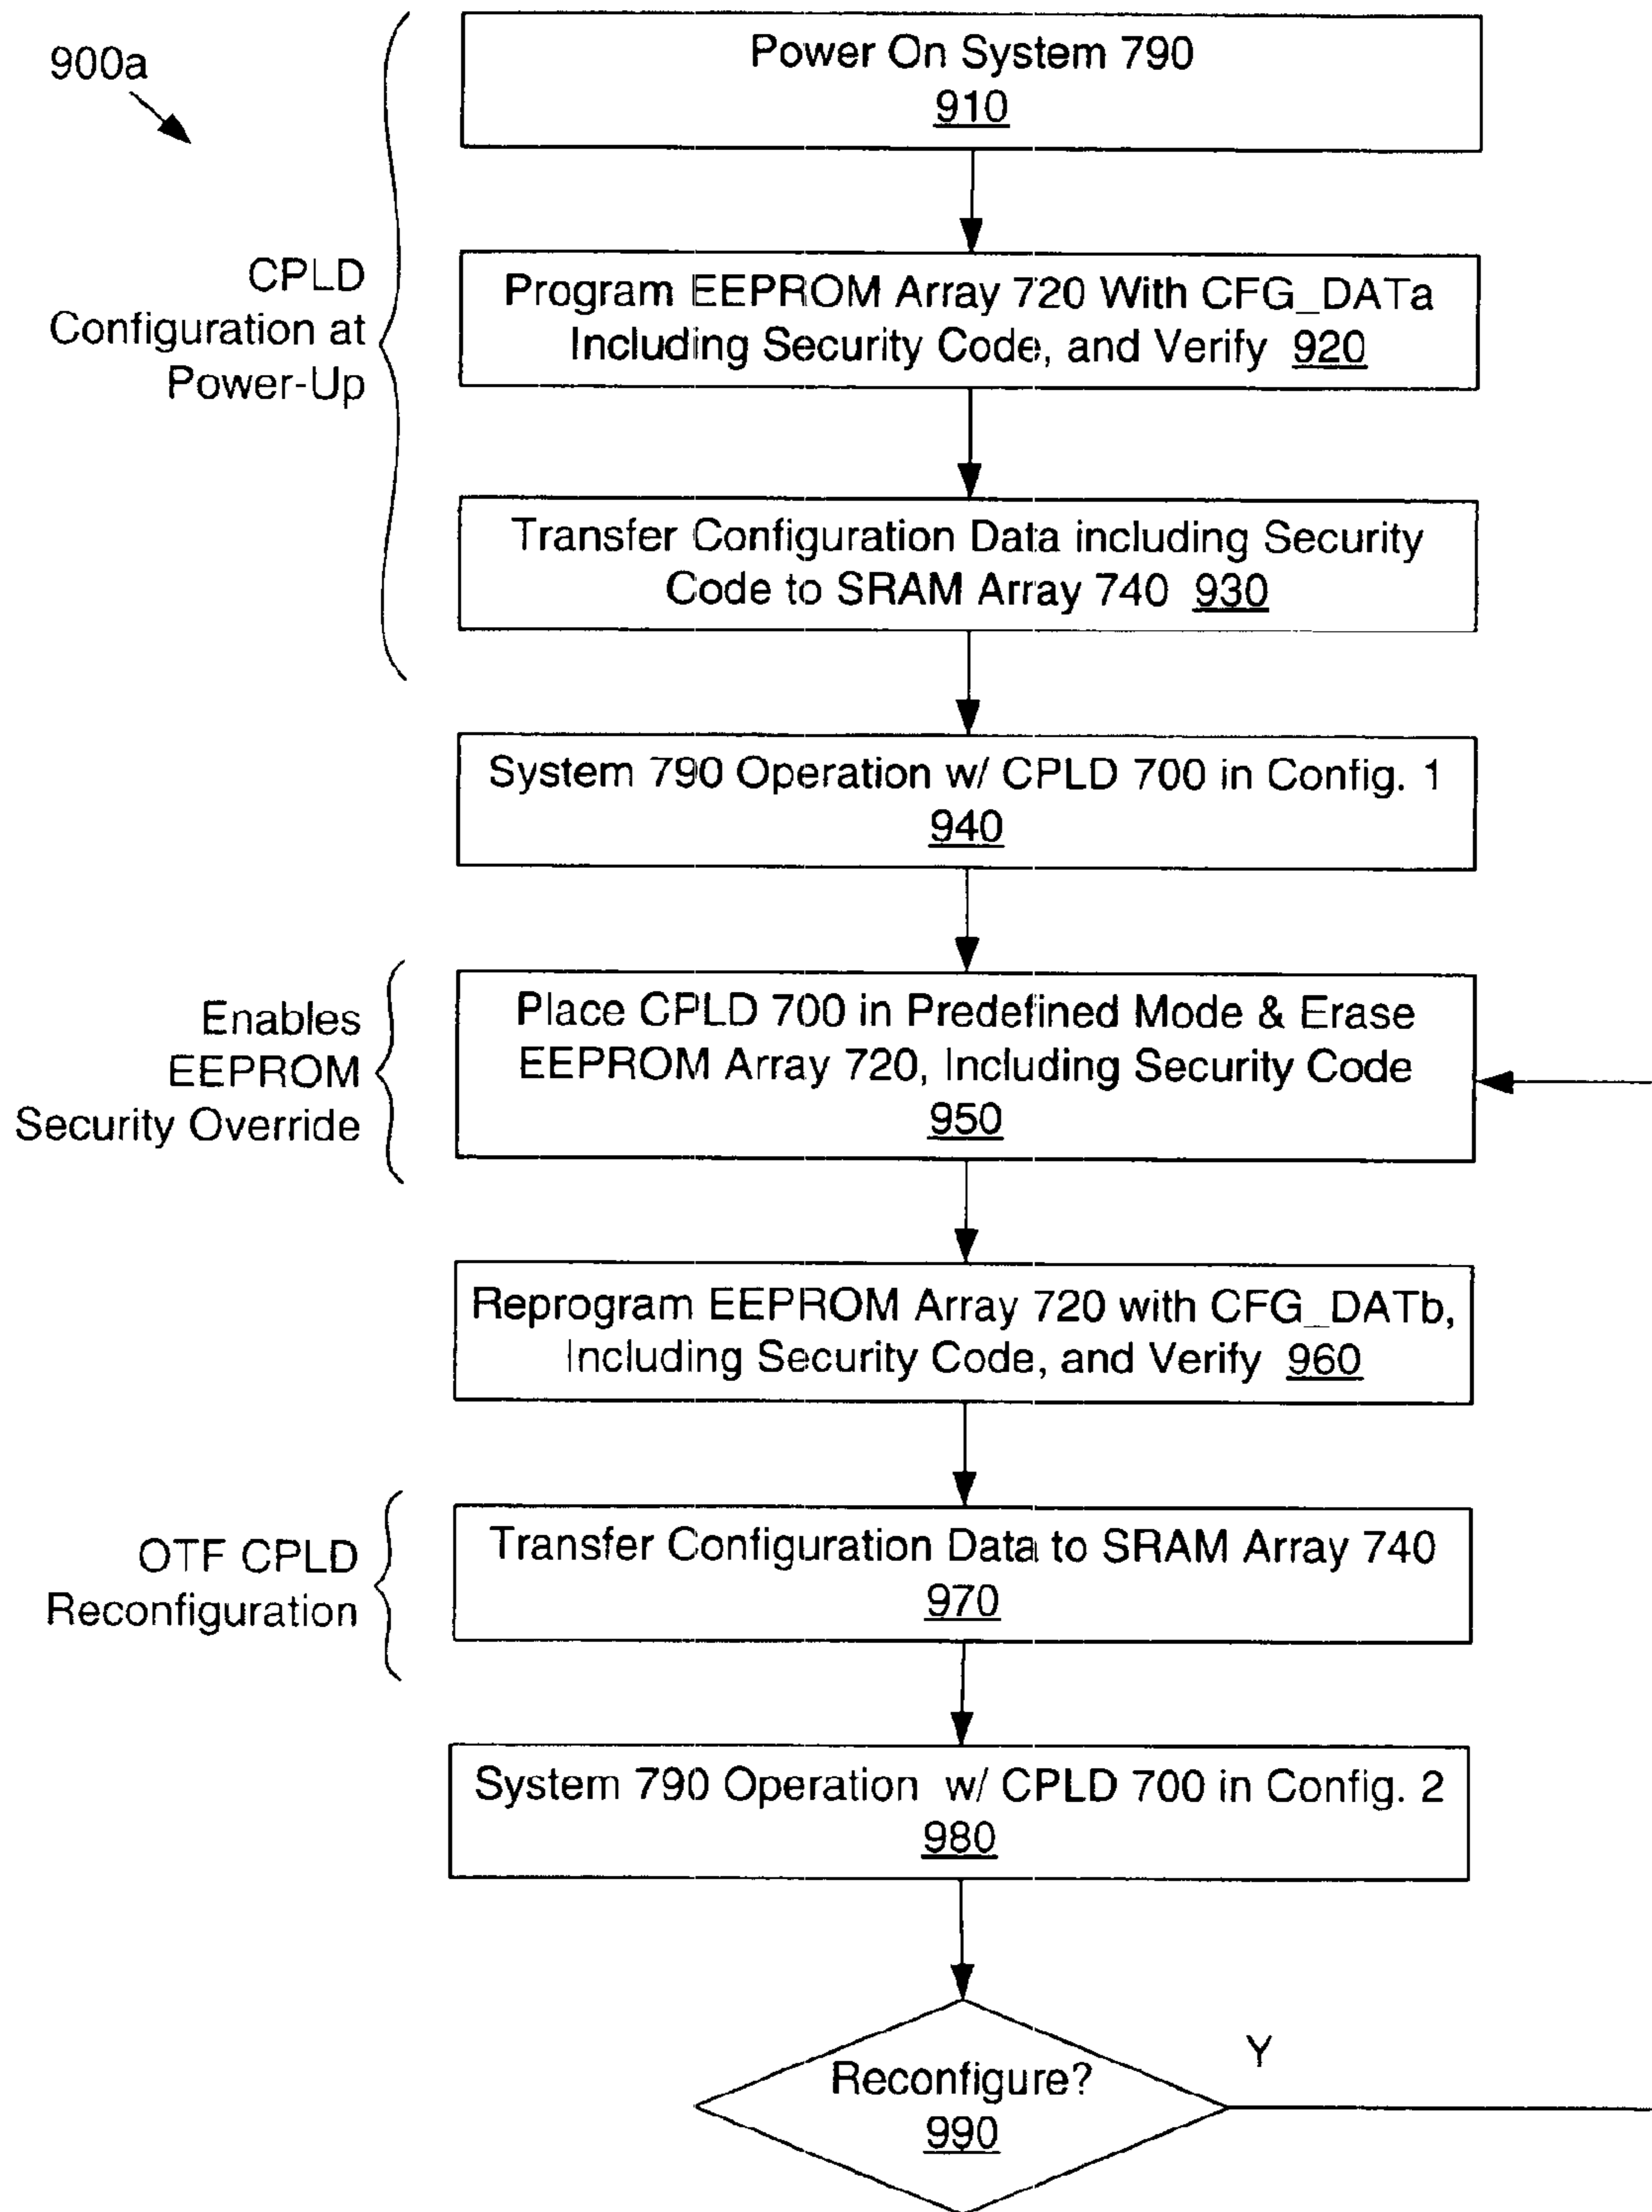 900a
Power On System 790
910
CPLD
Configuration at
Power-Up
Program EEPROM Array 720 With CFG_DATa
Including Security Code, and Verify 920
Transfer Configuration Data including Security
Code to SRAM Array 740 930
System 790 Operation w/ CPLD 700 in Config. 1
940
Enables
EEPROM
Security Override
Place CPLD 700 in Predefined Mode & Erase
EEPROM Array 720, Including Security Code
950
Reprogram EEPROM Array 720 with CFG_DATb,
Including Security Code, and Verify 960
OTF CPLD
Reconfiguration
Transfer Configuration Data to SRAM Array 740
970
System 790 Operation w/ CPLD 700 in Config. 2
980
Reconfigure?
990
Y